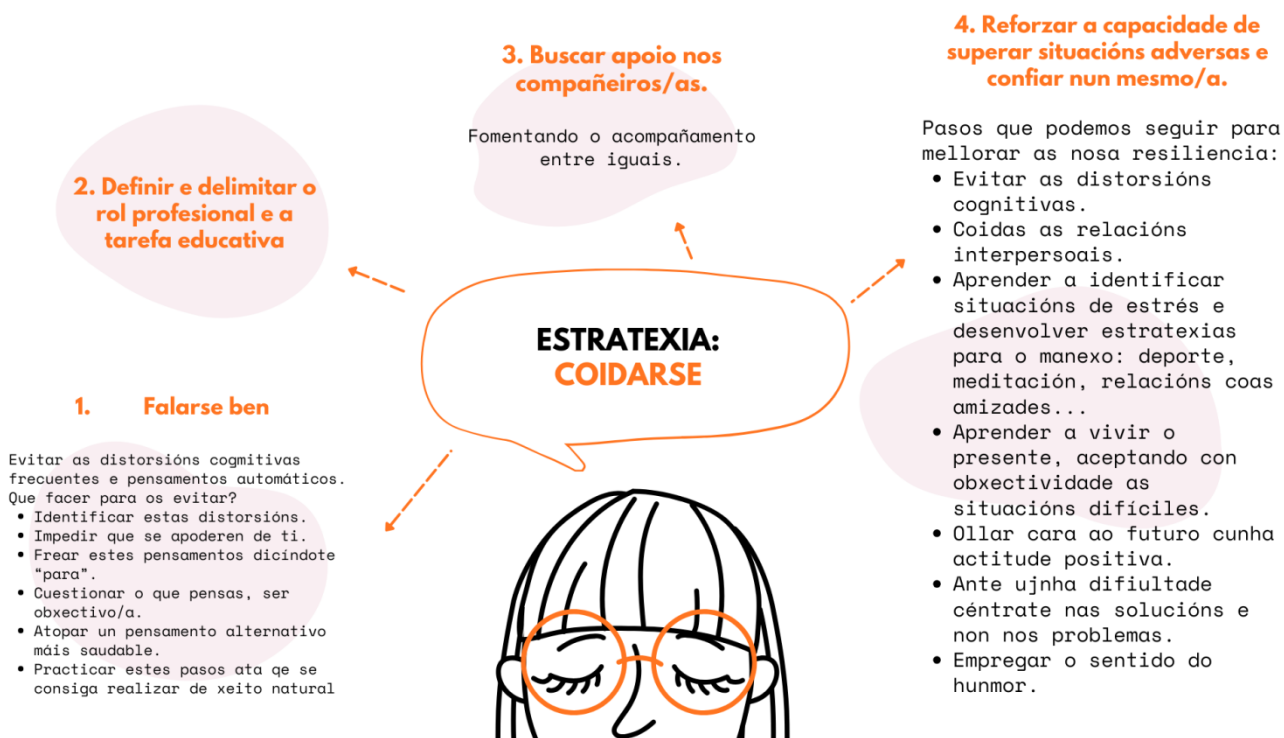 ESTRATEXIA:
COIDARSE
1. Falarse ben
Evitar as distorsións cogmitivas
frecuentes e pensamentos automáticos.
Que facer para os evitar?
• Identificar estas distorsións.
• Impedir que se apoderen de ti.
• Frear estes pensamentos dicíndote
“para”.
• Cuestionar o que pensas, ser
obxectivo/a.
• Atopar un pensamento alternativo
máis saudable.
• Practicar estes pasos ata qe se
consiga realizar de xeito natural
2. Definir e delimitar o
rol profesional e a
tarefa educativa
3. Buscar apoio nos
compañeiros/as.
Fomentando o acompañamento
entre iguais.
4. Reforzar a capacidade de
superar situacións adversas e
confiar nun mesmo/a.
Pasos que podemos seguir para
mellorar as nosa resiliencia:
• Evitar as distorsións
cognitivas.
• Coidas as relacións
interpersoais.
• Aprender a identificar
situacións de estrés e
desenvolver estratexias
para o manexo: deporte,
meditación, relacións coas
amizades...
• Aprender a vivir o
presente, aceptando con
obxectividade as
situacións difíciles.
• Ollar cara ao futuro cunha
actitude positiva.
• Ante ujnha difiultade
céntrate nas solucións e
non nos problemas.
• Empregar o sentido do
hunmor.